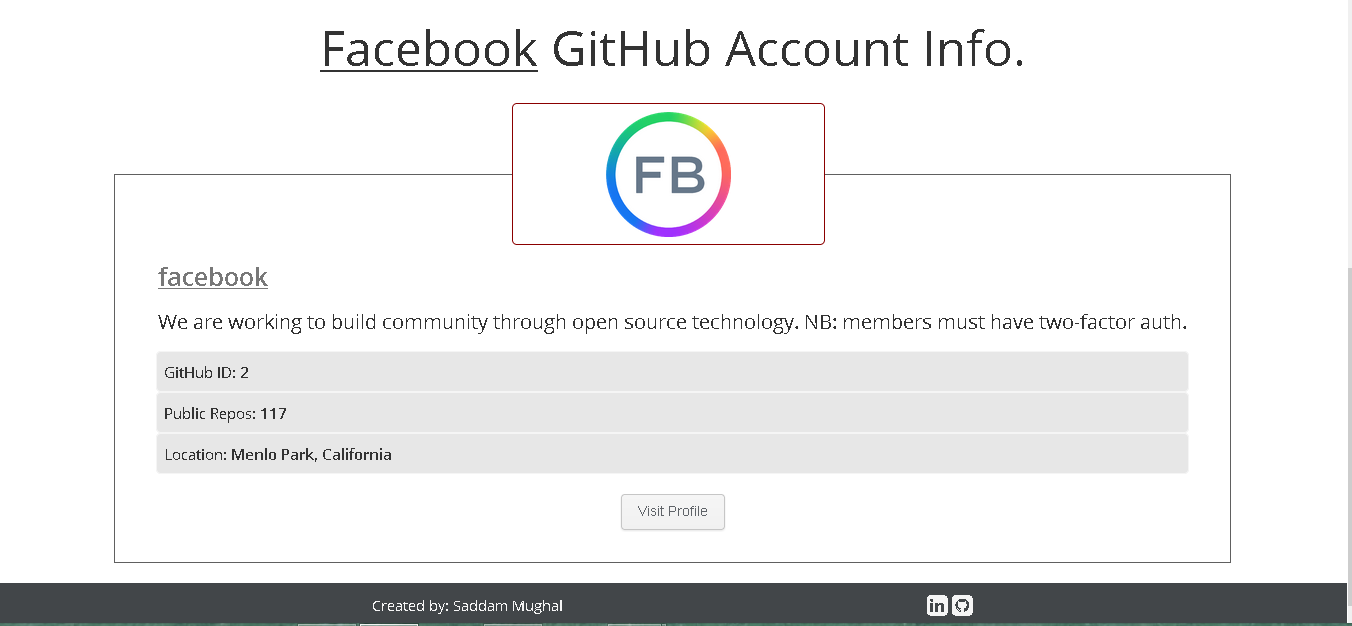 Facebook GitHub Account Info.
FB
facebook
We are working to build community through open source technology. NB: members must have two-factor auth.
GitHub ID: 2
Public Repos: 117
Location: Menlo Park, California
Visit Profile
Created by: Saddam Mughal
in